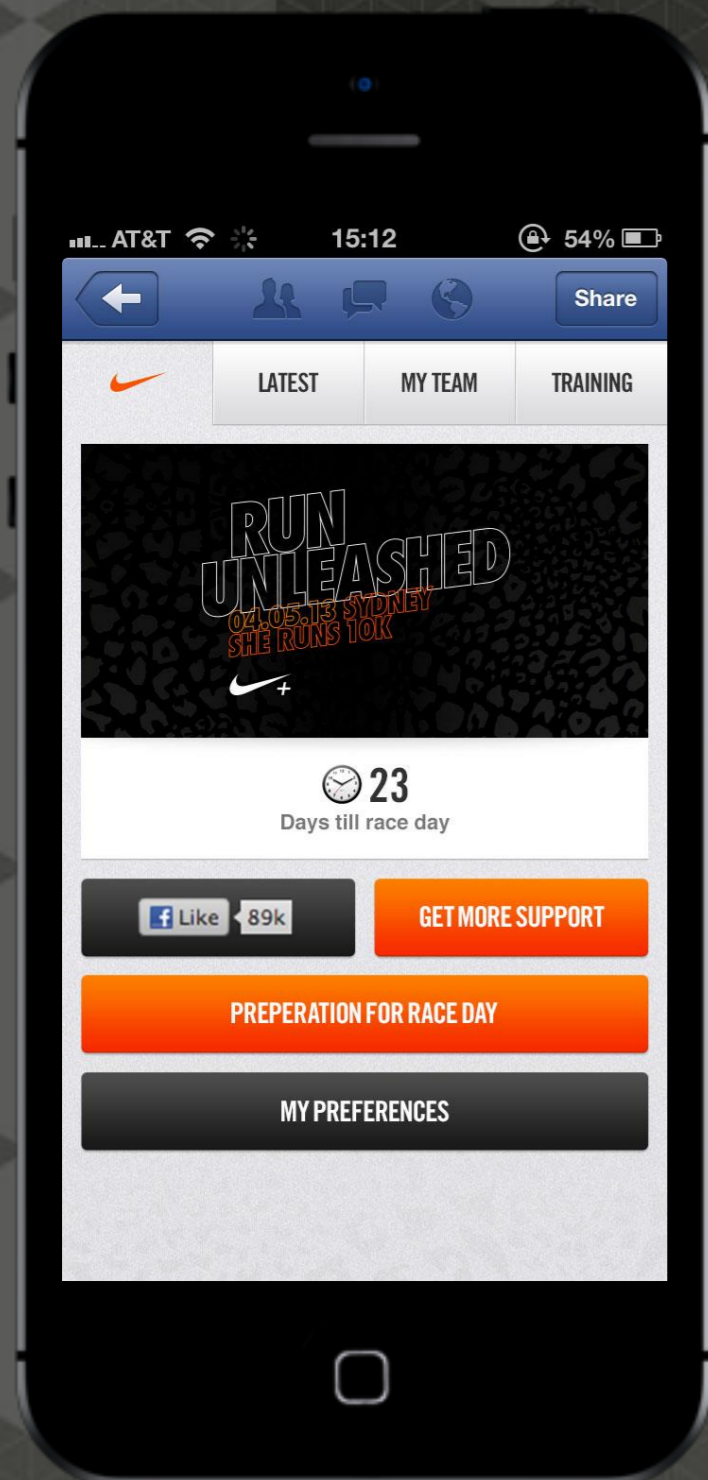 AT&T 15:12 54%
Share
LATEST MY TEAM TRAINING
RUN
UNLEASHED
04.05.13 SYDNEY
SHE RUNS 10K
+
23
Days till race day
f Like 89k GET MORE SUPPORT
PREPERATION FOR RACE DAY
MY PREFERENCES